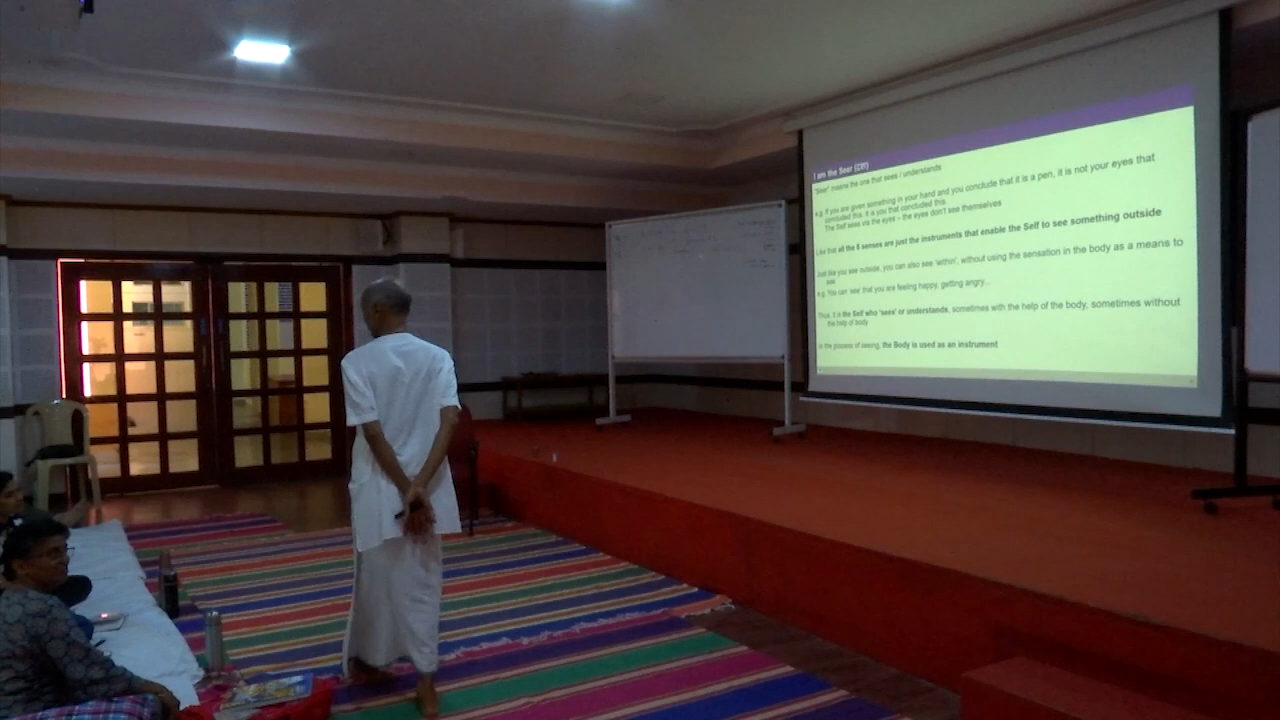 I am the Seer (दृष्टा)
"Seer" means the one that sees / understands
e.g. If you are given something in your hand and you conclude that it is a pen, it is not your eyes that
concluded this. It is you that concluded this.
The Self sees via the eyes – the eyes don't see themselves
Like that all the 5 senses are just the instruments that enable the Self to see something outside
Just like you see outside, you can also see 'within', without using the sensation in the body as a means to
see
e.g. You can 'see' that you are feeling happy, getting angry...
Thus, it is the Self who 'sees' or understands, sometimes with the help of the body, sometimes without
the help of body
In the process of seeing, the Body is used as an instrument